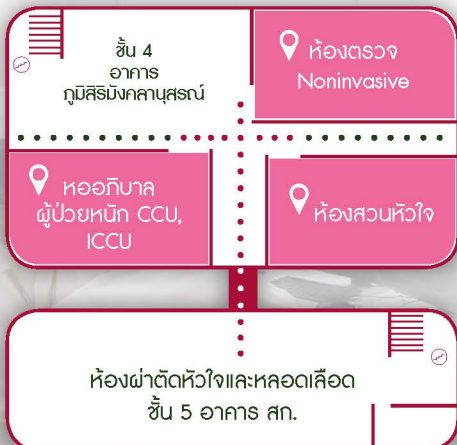 ชั้น 4
อาคาร
ภูมิสิริมังคลานุสรณ์
ห้องตรวจ
Noninvasive
หออภิบาล
ผู้ป่วยหนัก CCU,
ICCU
ห้องสวนหัวใจ
ห้องผ่าตัดหัวใจและหลอดเลือด
ชั้น 5 อาคาร สก.